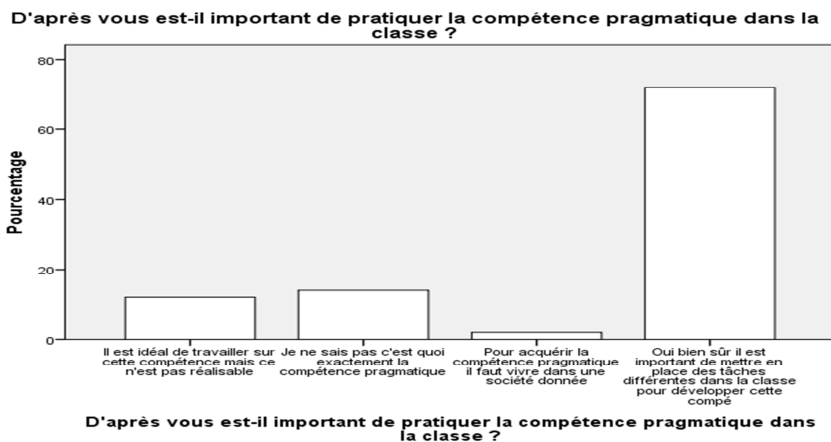 D'après vous est-il important de pratiquer la compétence pragmatique dans la
classe ?
Pourcentage
80
60
40
20
0
Il est idéal de travailler sur
cette compétence mais ce
n'est pas réalisable
Je ne sais pas c'est quoi
exactement la
compétence pragmatique
Pour acquérir la
compétence pragmatique
il faut vivre dans une
société donnée
Oui bien sûr il est
important de mettre en
place des tâches
différentes dans la classe
pour développer cette
compé
D'après vous est-il important de pratiquer la compétence pragmatique dans
la classe ?